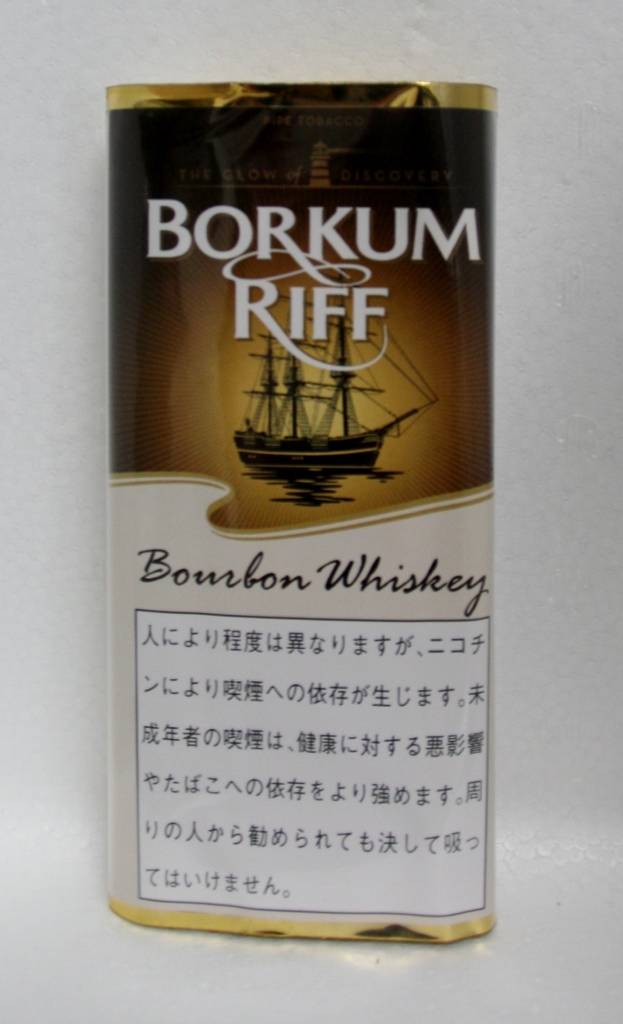 PIPE TOBACCO
THE GLOW of DISCOVERY
BORKUM
RIFF
Bourbon Whiskey
人により程度は異なりますが、ニコチ
ンにより喫煙への依存が生じます。未
成年者の喫煙は、健康に対する悪影響
やたばこへの依存をより強めます。周
りの人から勧められても決して吸っ
てはいけません。